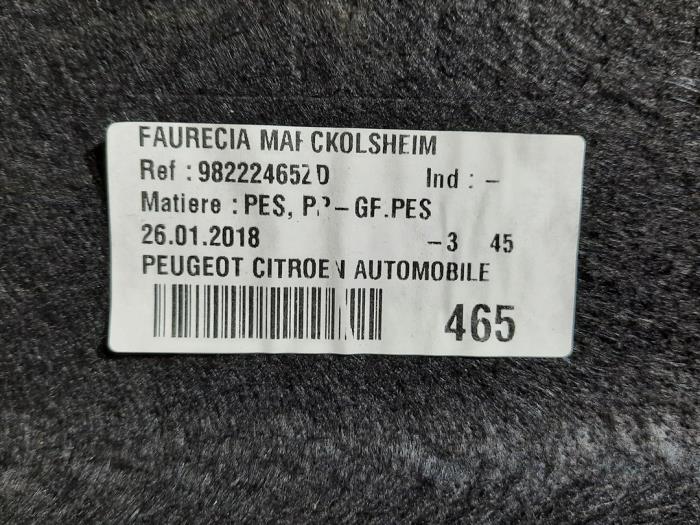 FAURECIA MARCKOLSHEIM
Ref : 982224652D Ind : -
Matiere : PES, PP-GF.PES
26.01.2018 -3 45
PEUGEOT CITROEN AUTOMOBILE
465